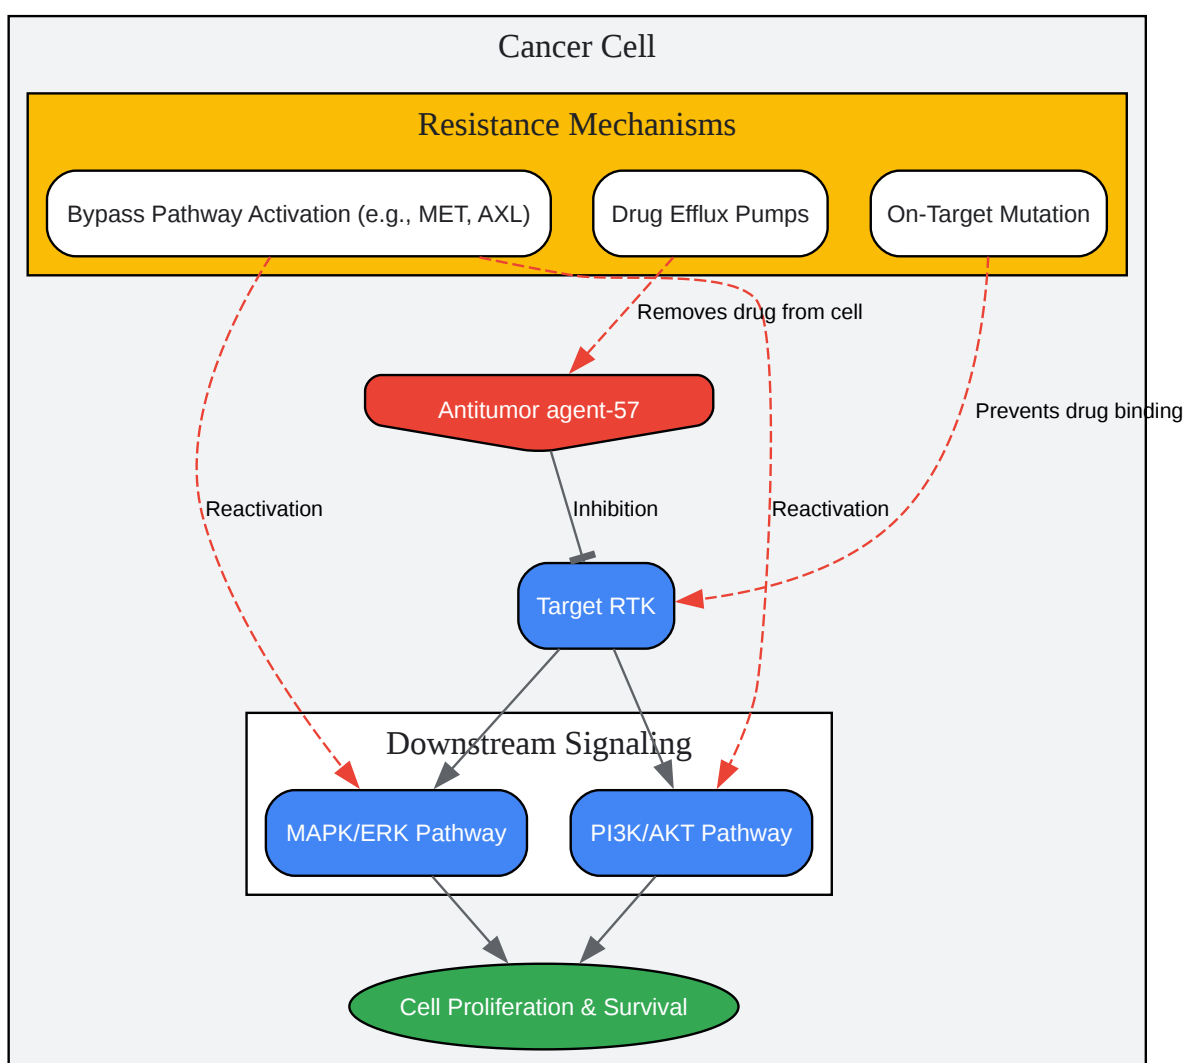 Cancer Cell
Resistance Mechanisms
Bypass Pathway Activation (e.g., MET, AXL)
Drug Efflux Pumps
On-Target Mutation
Removes drug from cell
Antitumor agent-57
Prevents drug binding
Reactivation
Inhibition
Reactivation
Target RTK
Downstream Signaling
MAPK/ERK Pathway
PI3K/AKT Pathway
Cell Proliferation & Survival